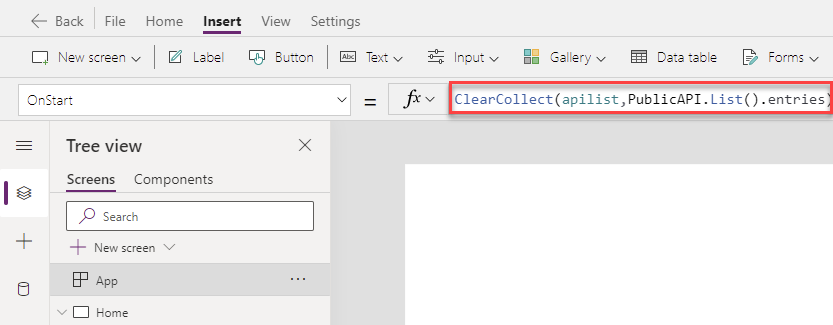 Back File Home Insert View Settings
New screen Label Button Abc Text Input Gallery Data table Forms
OnStart = fx ClearCollect(apilist,PublicAPI.List().entries)
Tree view
Screens Components
Search
New screen
App ...
Home